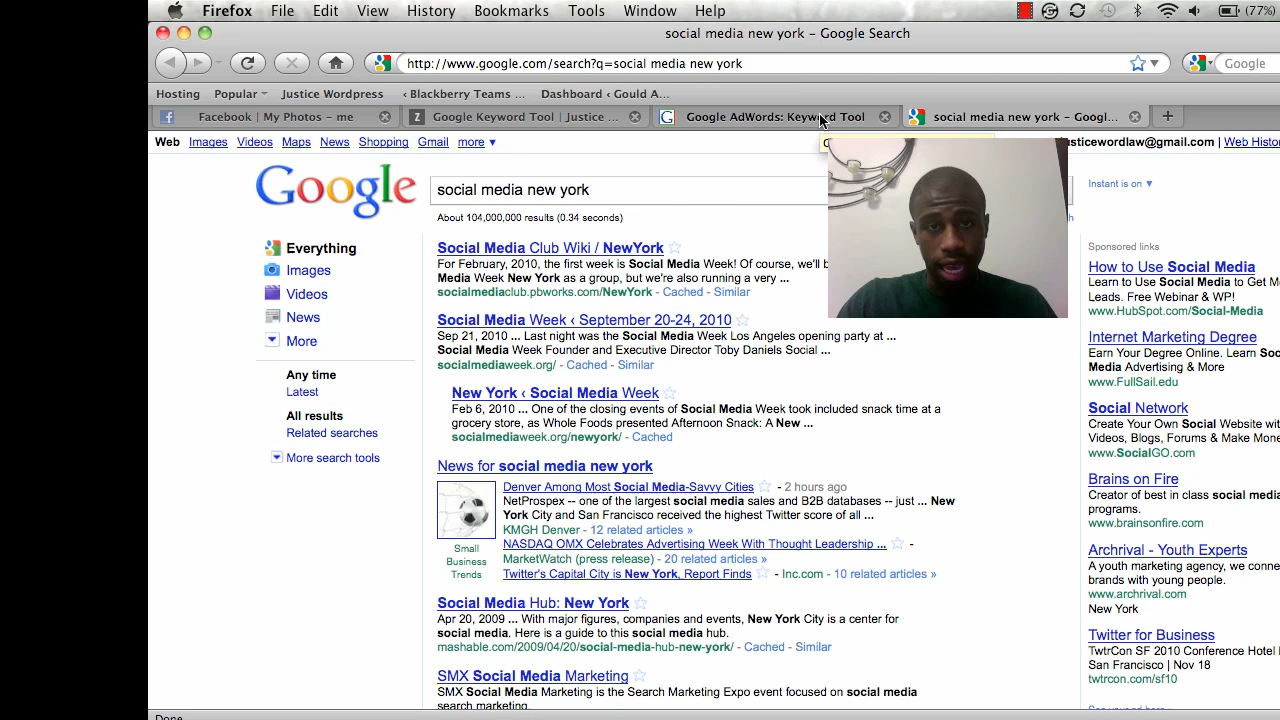 Firefox File Edit View History Bookmarks Tools Window Help (77%)
social media new york – Google Search
http://www.google.com/search?q=social media new york Google
Hosting Popular Justice Wordpress ‹ Blackberry Teams ... Dashboard ‹ Gould A...
Facebook | My Photos – me Google Keyword Tool | Justice ... Google AdWords: Keyword Tool social media new york – Googl...
Web Images Videos Maps News Shopping Gmail more ▼ usticewordlaw@gmail.com | Web Histor
Google social media new york Instant is on ▼
About 104,000,000 results (0.34 seconds)
Everything
Images
Videos
News
More
Any time
Latest
All results
Related searches
More search tools
Social Media Club Wiki / NewYork
For February, 2010, the first week is Social Media Week! Of course, we'll b
Media Week New York as a group, but we're also running a very ...
socialmediaclub.pbworks.com/NewYork - Cached - Similar
Social Media Week ‹ September 20-24, 2010
Sep 21, 2010 ... Last night was the Social Media Week Los Angeles opening party at ...
Social Media Week Founder and Executive Director Toby Daniels Social ...
socialmediaweek.org/ - Cached - Similar
New York ‹ Social Media Week
Feb 6, 2010 ... One of the closing events of Social Media Week took included snack time at a
grocery store, as Whole Foods presented Afternoon Snack: A New ...
socialmediaweek.org/newyork/ - Cached
News for social media new york
Denver Among Most Social Media-Savvy Cities - 2 hours ago
NetProspex -- one of the largest social media sales and B2B databases -- just ... New
York City and San Francisco received the highest Twitter score of all ...
KMGH Denver - 12 related articles »
NASDAQ OMX Celebrates Advertising Week With Thought Leadership ... -
MarketWatch (press release) - 20 related articles »
Twitter's Capital City is New York, Report Finds - Inc.com - 10 related articles »
Small
Business
Trends
Social Media Hub: New York
Apr 20, 2009 ... With major figures, companies and events, New York City is a center for
social media. Here is a guide to this social media hub.
mashable.com/2009/04/20/social-media-hub-new-york/ - Cached - Similar
SMX Social Media Marketing
SMX Social Media Marketing is the Search Marketing Expo event focused on social media
search marketing.
Sponsored links
How to Use Social Media
Learn to Use Social Media to Get M
Leads. Free Webinar & WP!
www.HubSpot.com/Social-Media
Internet Marketing Degree
Earn Your Degree Online. Learn Soc
Media Advertising & More
www.FullSail.edu
Social Network
Create Your Own Social Website wit
Videos, Blogs, Forums & Make Mone
www.SocialGO.com
Brains on Fire
Creator of best in class social medi
programs.
www.brainsonfire.com
Archrival - Youth Experts
A youth marketing agency, we conne
brands with young people.
www.archrival.com
New York
Twitter for Business
TwtrCon SF 2010 Conference Hotel
San Francisco | Nov 18
twtrcon.com/sf10
Done